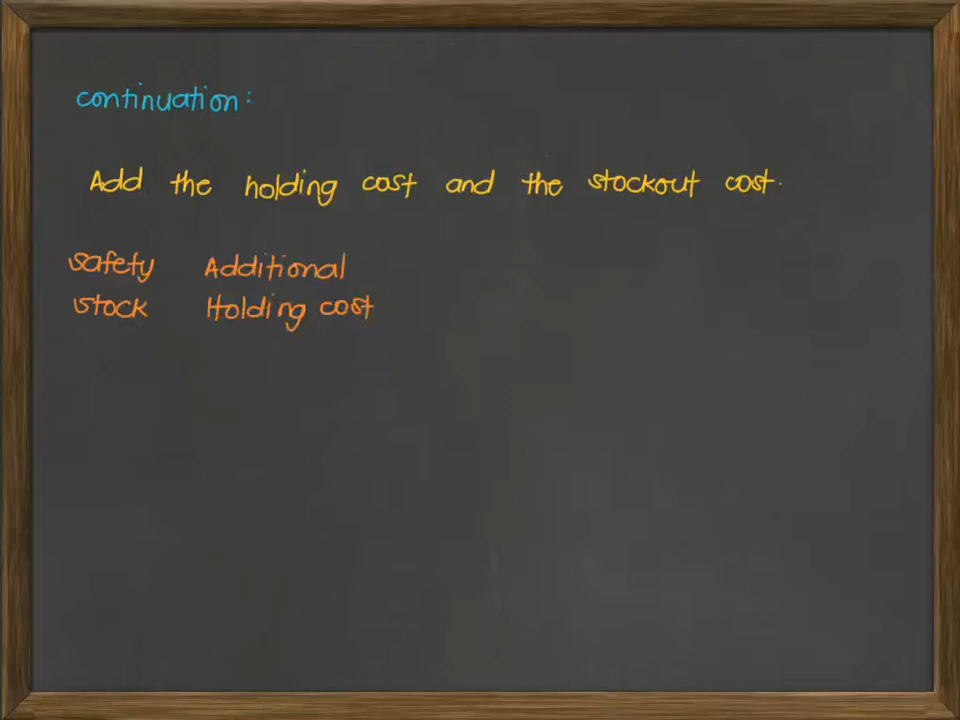 continuation:
Add the holding cost and the stockout cost.
safety Additional
stock Holding cost